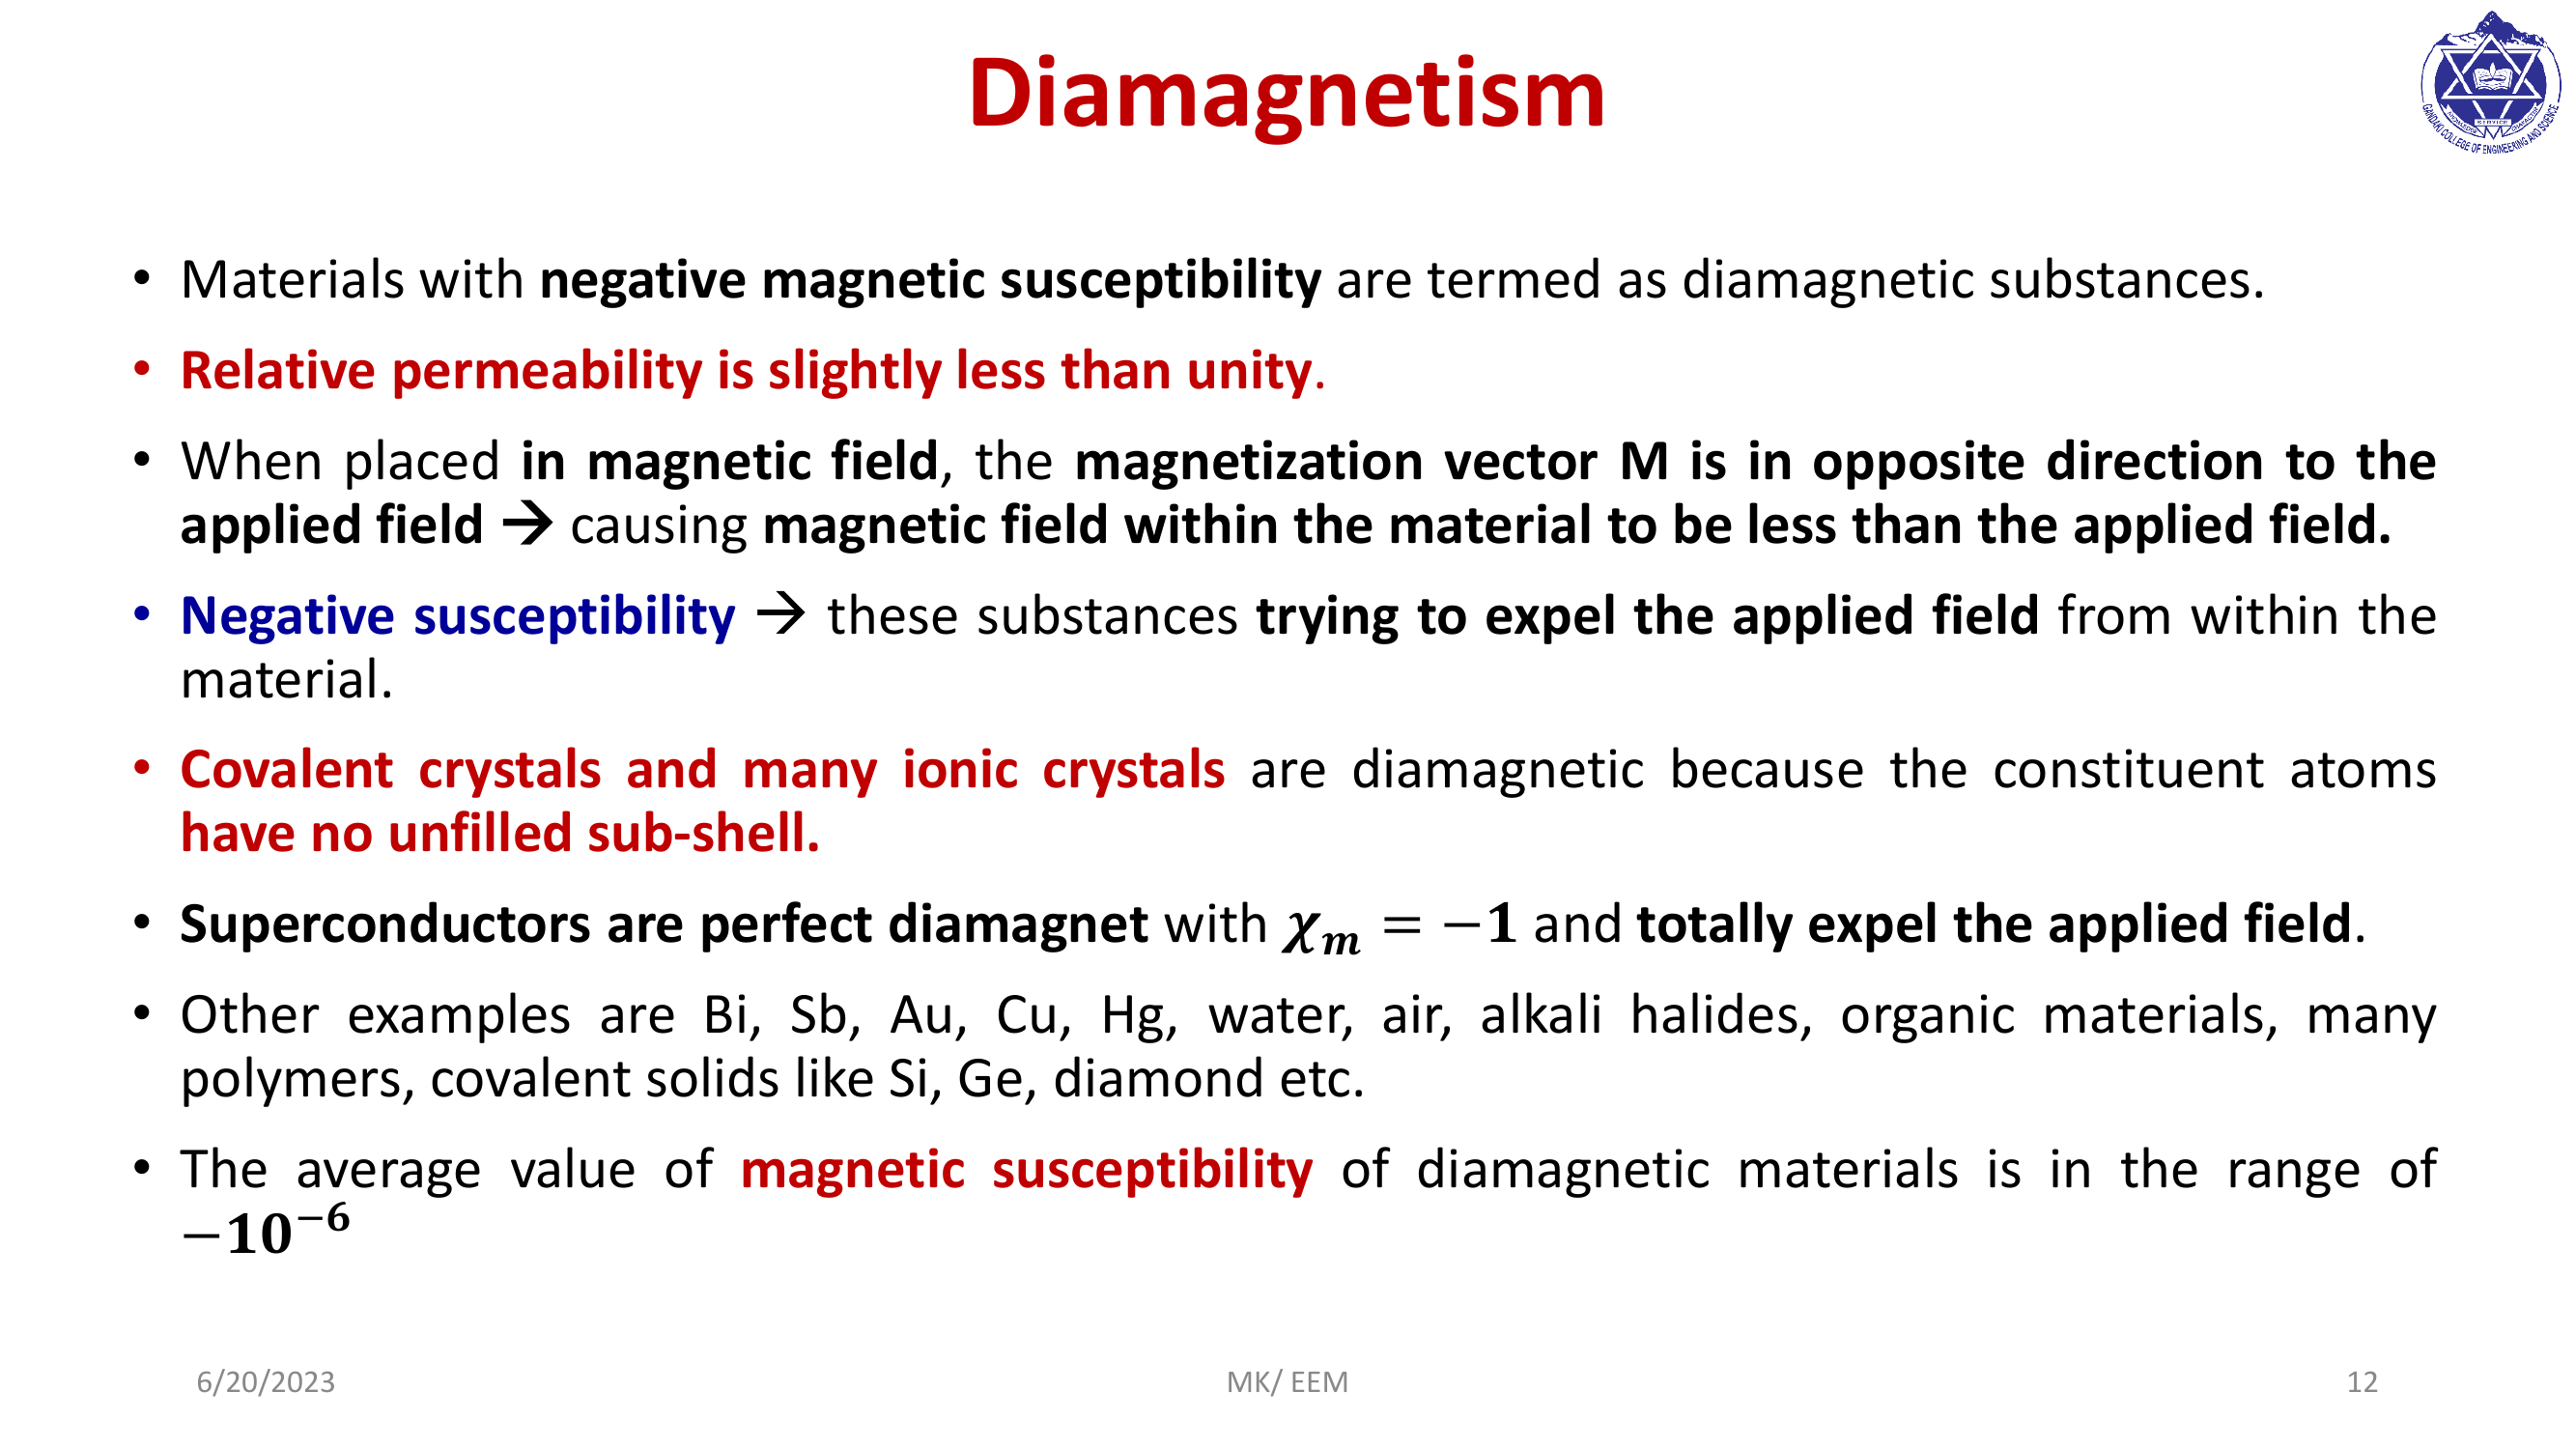 Diamagnetism
GANDAKI COLLEGE OF ENGINEERING AND SCIENCE
• Materials with negative magnetic susceptibility are termed as diamagnetic substances.
• Relative permeability is slightly less than unity.
• When placed in magnetic field, the magnetization vector M is in opposite direction to the
applied field → causing magnetic field within the material to be less than the applied field.
• Negative susceptibility → these substances trying to expel the applied field from within the
material.
• Covalent crystals and many ionic crystals are diamagnetic because the constituent atoms
have no unfilled sub-shell.
• Superconductors are perfect diamagnet with χₘ = −1 and totally expel the applied field.
• Other examples are Bi, Sb, Au, Cu, Hg, water, air, alkali halides, organic materials, many
polymers, covalent solids like Si, Ge, diamond etc.
• The average value of magnetic susceptibility of diamagnetic materials is in the range of
−10⁻⁶
6/20/2023
MK/ EEM
12